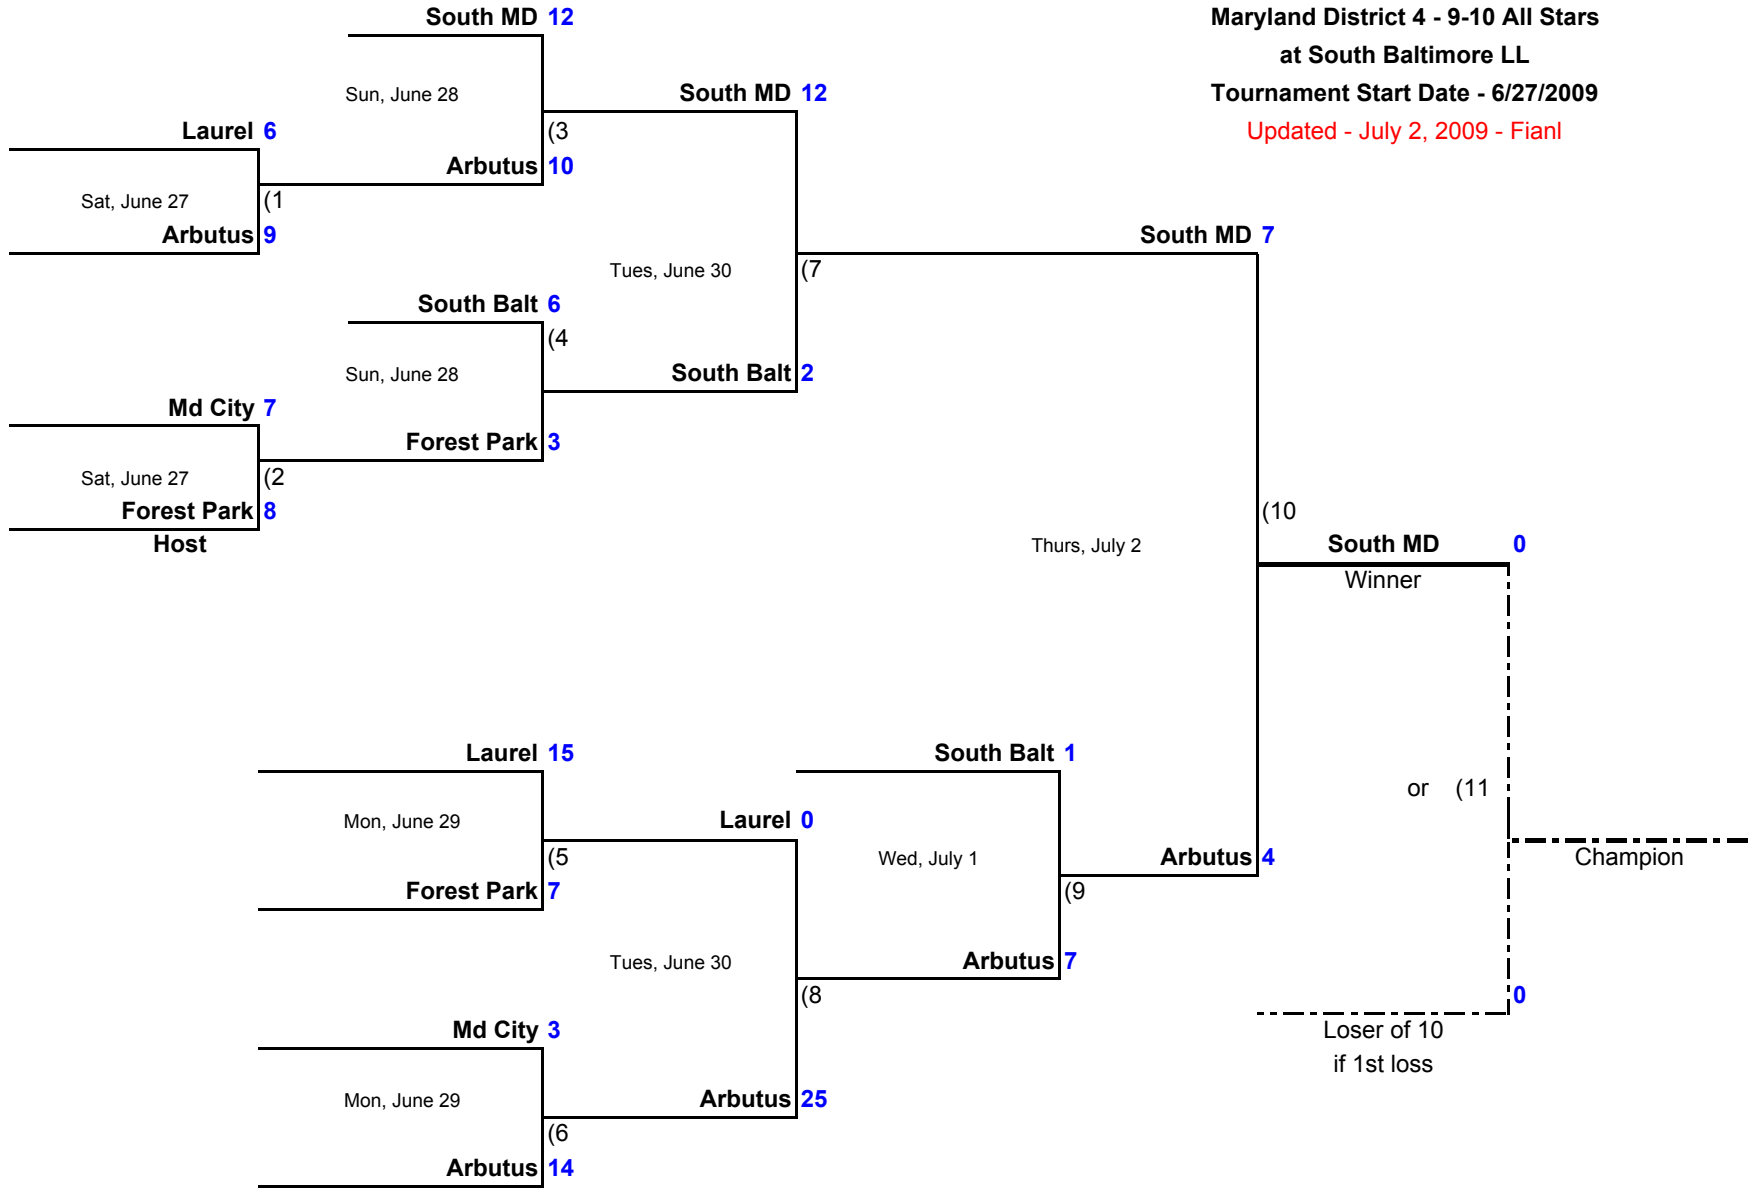 South MD 12
Maryland District 4 - 9-10 All Stars
at South Baltimore LL
Tournament Start Date - 6/27/2009
Updated - July 2, 2009 - Fianl
Sun, June 28
South MD 12
Laurel 6
(3
Arbutus 10
Sat, June 27
(1
Arbutus 9
South MD 7
Tues, June 30
(7
South Balt 6
(4
Sun, June 28
South Balt 2
Md City 7
Forest Park 3
Sat, June 27
(2
Forest Park 8
Host
(10
Thurs, July 2
South MD 0
Winner
Laurel 15
South Balt 1
or (11
Mon, June 29
Laurel 0
(5
Wed, July 1
Arbutus 4
Champion
Forest Park 7
(9
Tues, June 30
Arbutus 7
(8
0
Md City 3
Loser of 10
if 1st loss
Mon, June 29
Arbutus 25
(6
Arbutus 14